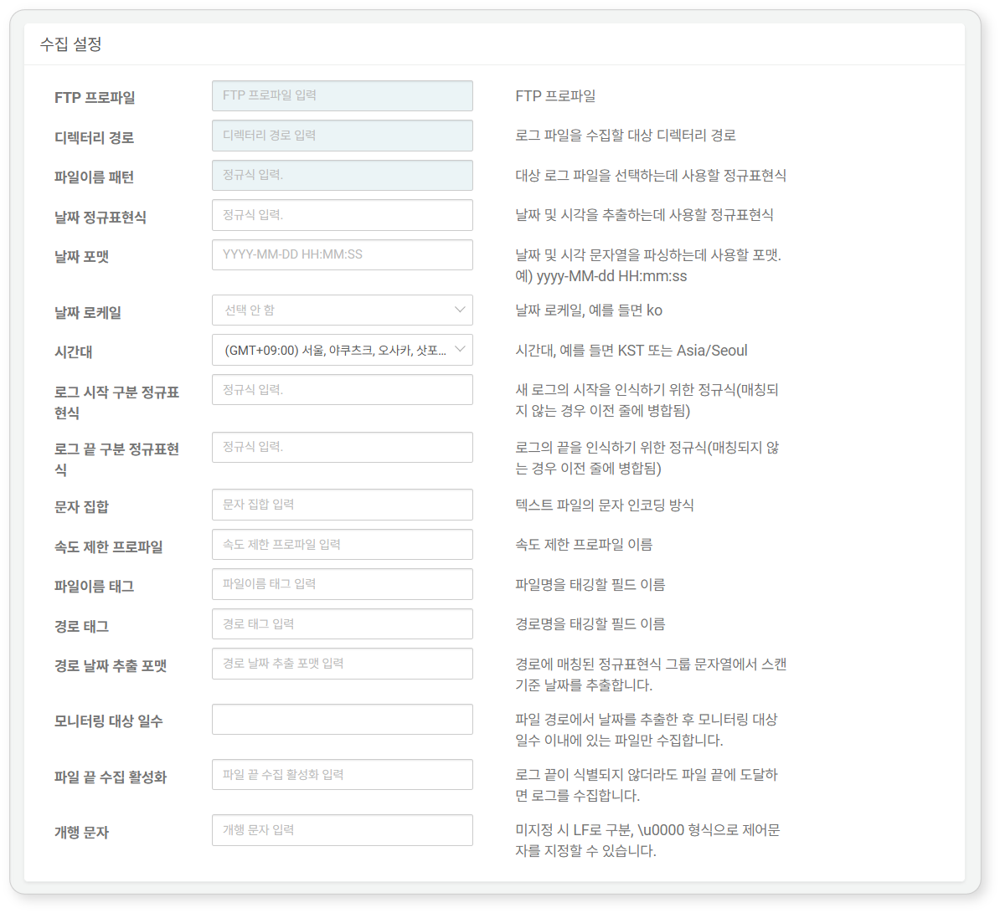 수집 설정
FTP 프로파일
FTP 프로파일 입력
FTP 프로파일
디렉터리 경로
디렉터리 경로 입력
로그 파일을 수집할 대상 디렉터리 경로
파일이름 패턴
정규식 입력.
대상 로그 파일을 선택하는데 사용할 정규표현식
날짜 정규표현식
정규식 입력.
날짜 및 시각을 추출하는데 사용할 정규표현식
날짜 포맷
YYYY-MM-DD HH:MM:SS
날짜 및 시각 문자열을 파싱하는데 사용할 포맷.
예) yyyy-MM-dd HH:mm:ss
날짜 로케일
선택 안 함
날짜 로케일, 예를 들면 ko
시간대
(GMT+09:00) 서울, 야쿠츠크, 오사카, 삿포...
시간대, 예를 들면 KST 또는 Asia/Seoul
로그 시작 구분 정규표
현식
정규식 입력.
새 로그의 시작을 인식하기 위한 정규식(매칭되
지 않는 경우 이전 줄에 병합됨)
로그 끝 구분 정규표현
식
정규식 입력.
로그의 끝을 인식하기 위한 정규식(매칭되지 않
는 경우 이전 줄에 병합됨)
문자 집합
문자 집합 입력
텍스트 파일의 문자 인코딩 방식
속도 제한 프로파일
속도 제한 프로파일 입력
속도 제한 프로파일 이름
파일이름 태그
파일이름 태그 입력
파일명을 태깅할 필드 이름
경로 태그
경로 태그 입력
경로명을 태깅할 필드 이름
경로 날짜 추출 포맷
경로 날짜 추출 포맷 입력
경로에 매칭된 정규표현식 그룹 문자열에서 스캔
기준 날짜를 추출합니다.
모니터링 대상 일수
파일 경로에서 날짜를 추출한 후 모니터링 대상
일수 이내에 있는 파일만 수집합니다.
파일 끝 수집 활성화
파일 끝 수집 활성화 입력
로그 끝이 식별되지 않더라도 파일 끝에 도달하
면 로그를 수집합니다.
개행 문자
개행 문자 입력
미지정 시 LF로 구분, \u0000 형식으로 제어문
자를 지정할 수 있습니다.